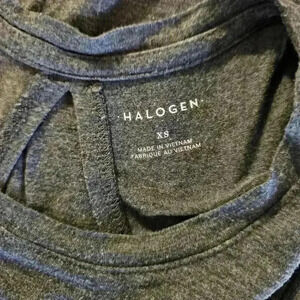 HALOGEN
XS
MADE IN VIETNAM
FABRIQUÉ AU VIETNAM